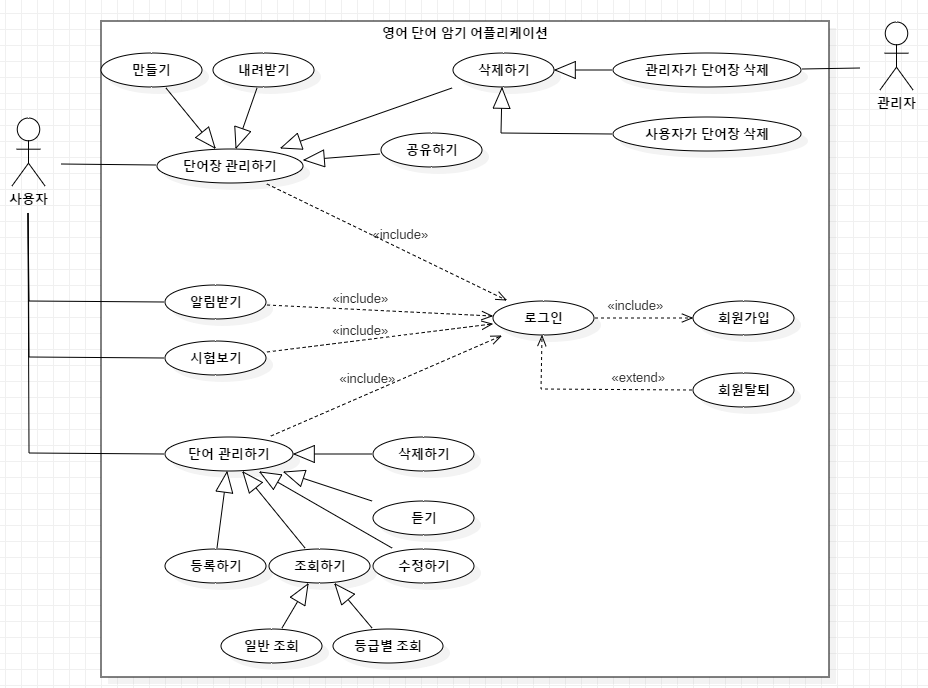 영어 단어 암기 어플리케이션
만들기
내려받기
삭제하기
관리자가 단어장 삭제
관리자
사용자가 단어장 삭제
공유하기
단어장 관리하기
사용자
«include»
알림받기
«include»
로그인
«include»
회원가입
«include»
시험보기
«include»
«extend»
회원탈퇴
단어 관리하기
삭제하기
듣기
등록하기
조회하기
수정하기
일반 조회
등급별 조회